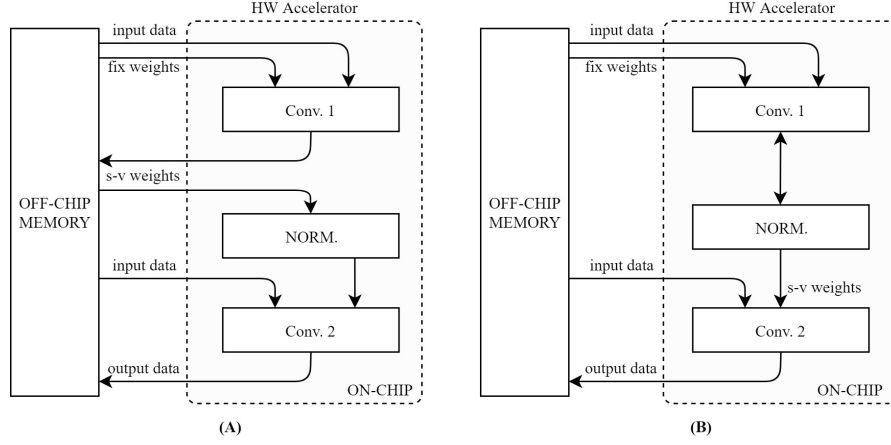 HW Accelerator
input data
fix weights
Conv. 1
s-v weights
OFF-CHIP
MEMORY
NORM.
input data
Conv. 2
output data
ON-CHIP
(A)
HW Accelerator
input data
fix weights
Conv. 1
OFF-CHIP
MEMORY
NORM.
input data
s-v weights
Conv. 2
output data
ON-CHIP
(B)